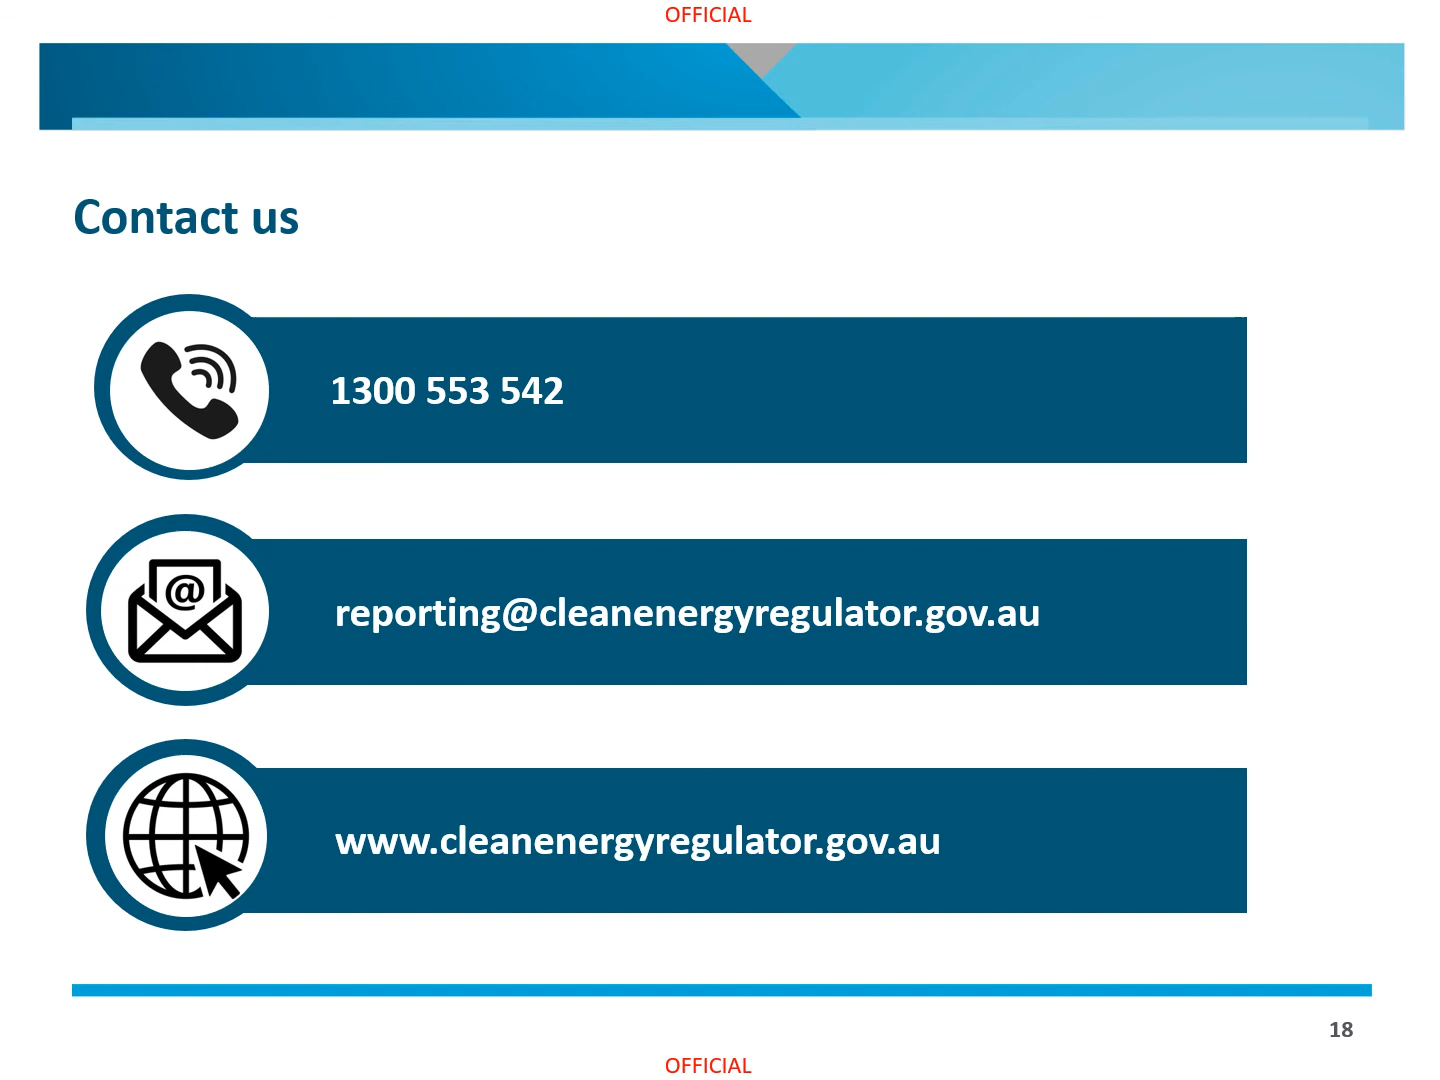 OFFICIAL
Contact us
1300 553 542
@
reporting@cleanenergyregulator.gov.au
www.cleanenergyregulator.gov.au
18
OFFICIAL